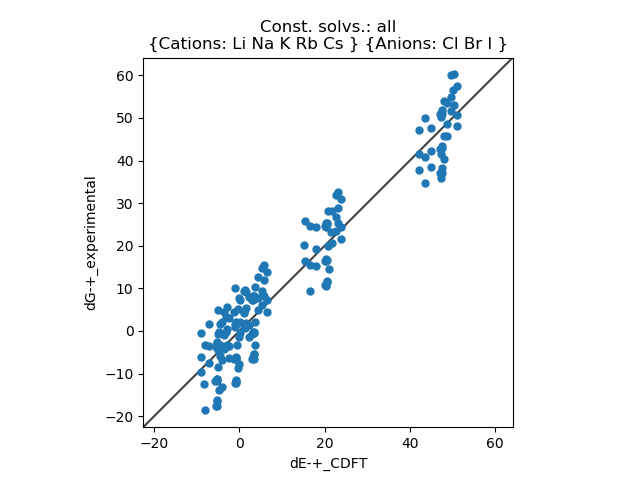 Const. solvs.: all
{Cations: Li Na K Rb Cs } {Anions: Cl Br I }
dG-+_experimental
60
50
40
30
20
10
0
−10
−20
−20 0 20 40 60
dE-+_CDFT